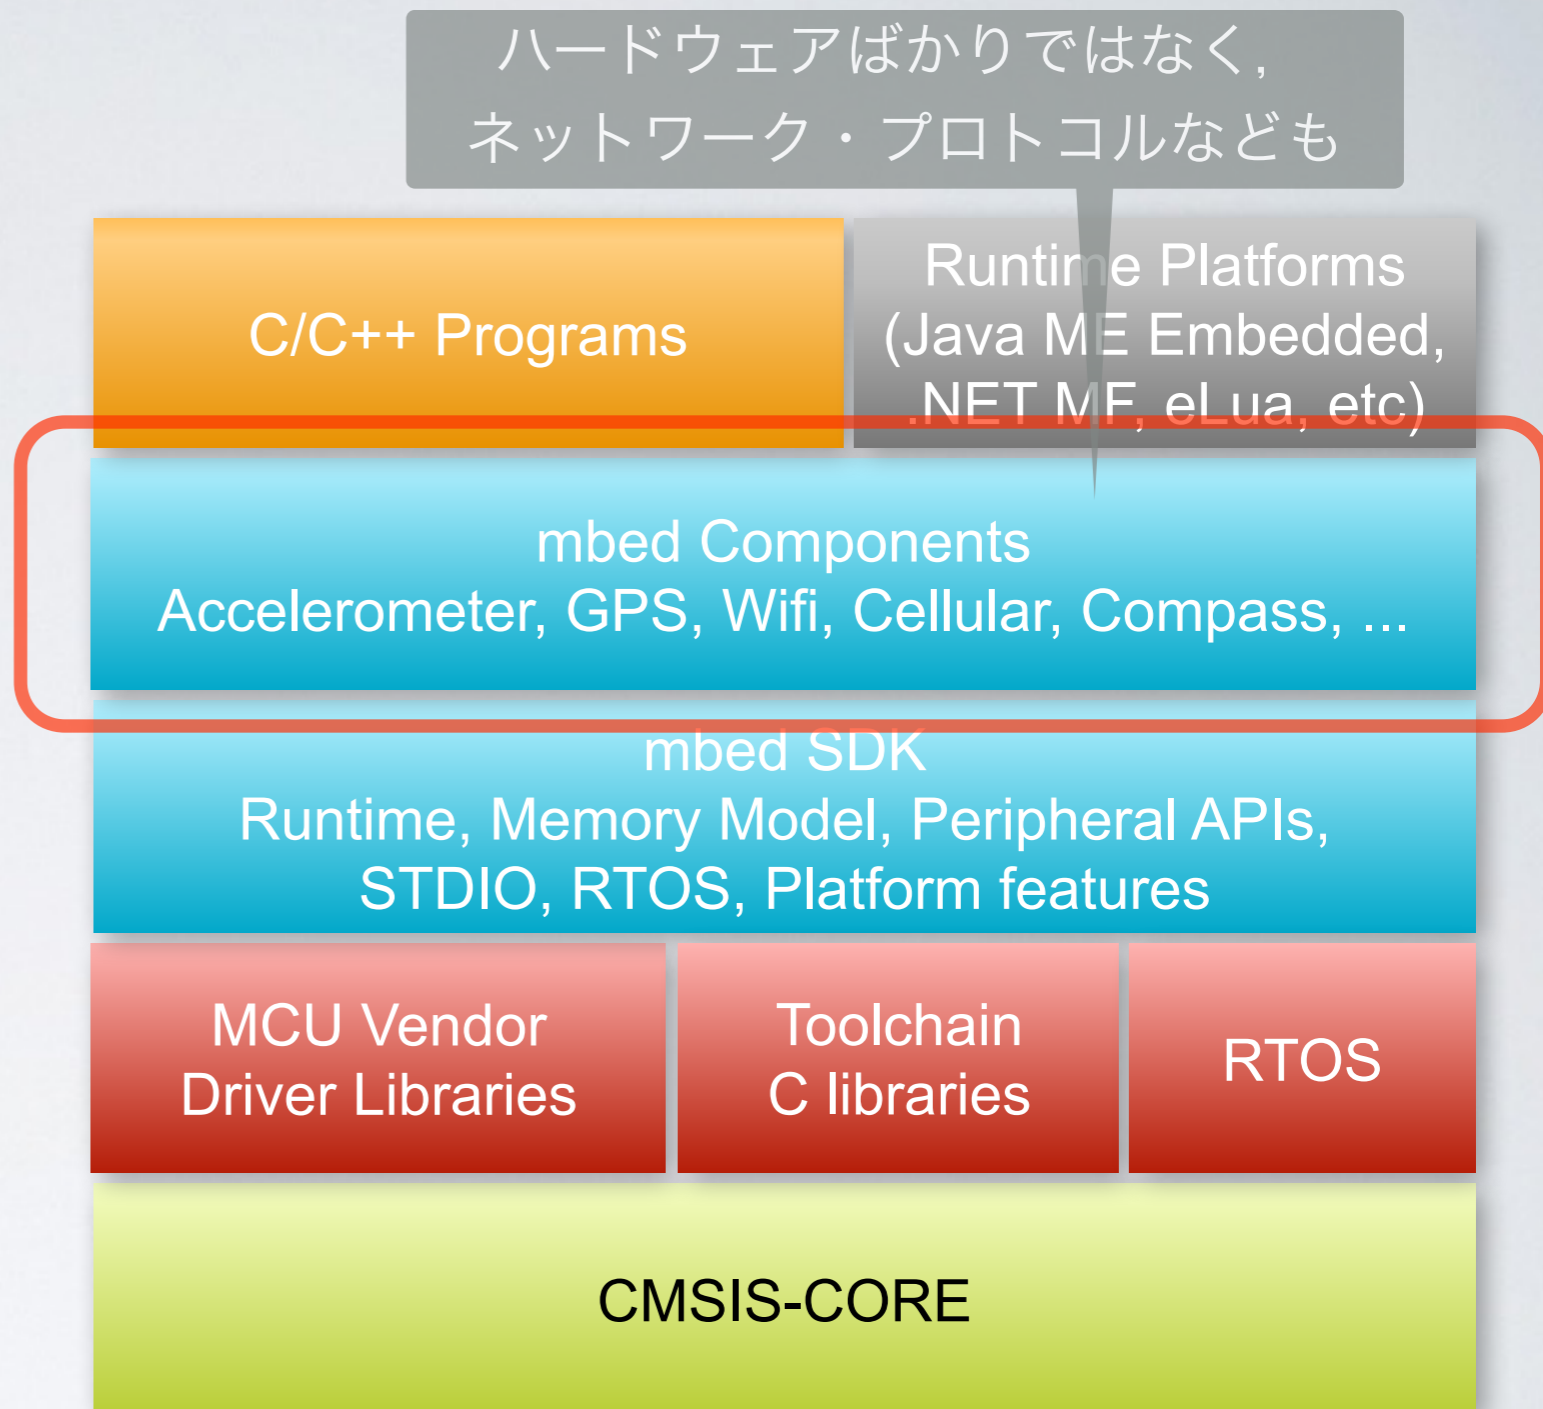 ハードウェアばかりではなく,
ネットワーク・プロトコルなども
C/C++ Programs
Runtime Platforms
(Java ME Embedded,
.NET MF, eLua, etc)
mbed Components
Accelerometer, GPS, Wifi, Cellular, Compass, ...
mbed SDK
Runtime, Memory Model, Peripheral APIs,
STDIO, RTOS, Platform features
MCU Vendor
Driver Libraries
Toolchain
C libraries
RTOS
CMSIS-CORE